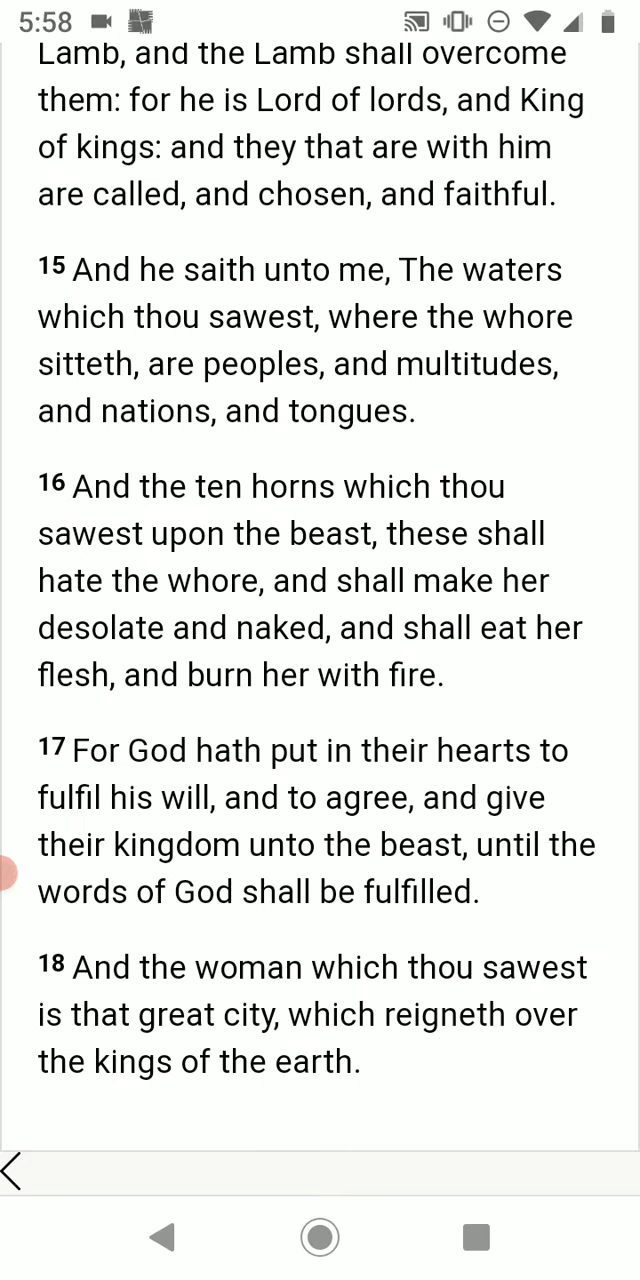 5:58
Lamb, and the Lamb shall overcome
them: for he is Lord of lords, and King
of kings: and they that are with him
are called, and chosen, and faithful.
15 And he saith unto me, The waters
which thou sawest, where the whore
sitteth, are peoples, and multitudes,
and nations, and tongues.
16 And the ten horns which thou
sawest upon the beast, these shall
hate the whore, and shall make her
desolate and naked, and shall eat her
flesh, and burn her with fire.
17 For God hath put in their hearts to
fulfil his will, and to agree, and give
their kingdom unto the beast, until the
words of God shall be fulfilled.
18 And the woman which thou sawest
is that great city, which reigneth over
the kings of the earth.